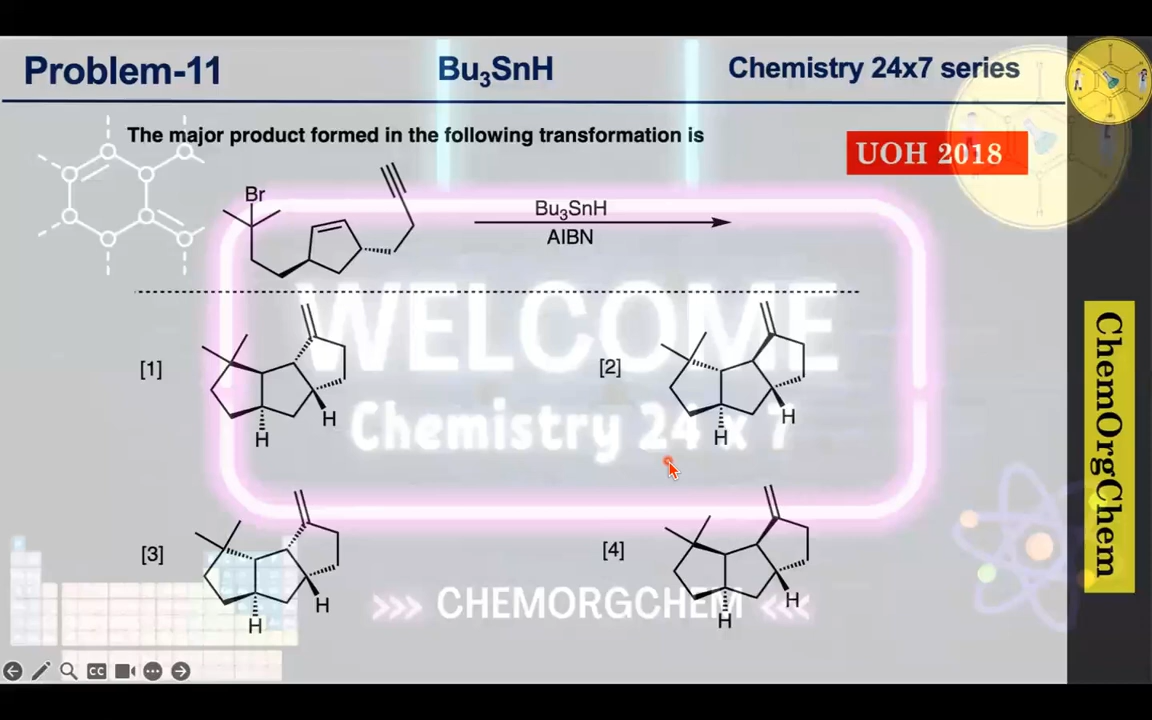 Problem-11
Bu3SnH
Chemistry 24x7 series
The major product formed in the following transformation is
UOH 2018
Br
Bu3SnH
AIBN
WELCOME
Chemistry 24 x 7
[1]
H
H
[2]
H
H
[3]
H
H
[4]
H
H
>>> CHEMORGCHEM <<<
ChemOrgChem
CC